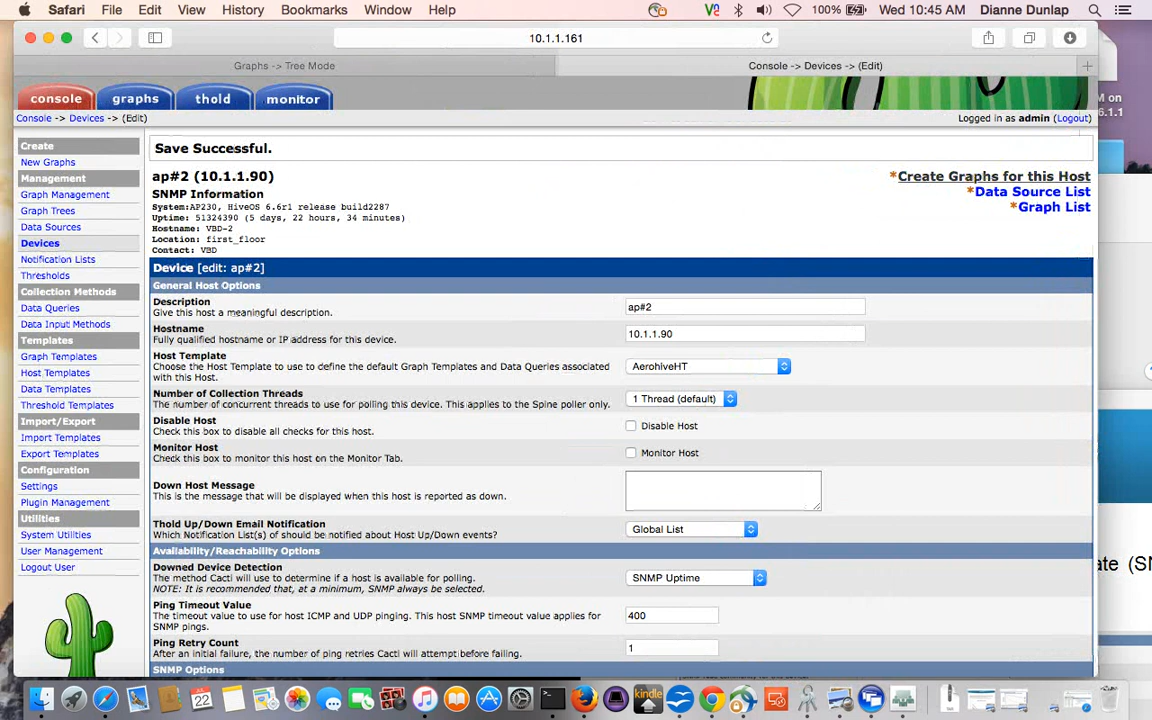 Safari File Edit View History Bookmarks Window Help 100% Wed 10:45 AM Dianne Dunlap
10.1.1.161
Graphs -> Tree Mode
Console -> Devices -> (Edit)
M on
6.1.1
console graphs thold monitor
Console -> Devices -> (Edit)
Logged in as admin (Logout)
Create
New Graphs
Management
Graph Management
Graph Trees
Data Sources
Devices
Notification Lists
Thresholds
Collection Methods
Data Queries
Data Input Methods
Templates
Graph Templates
Host Templates
Data Templates
Threshold Templates
Import/Export
Import Templates
Export Templates
Configuration
Settings
Plugin Management
Utilities
System Utilities
User Management
Logout User
Save Successful.
ap#2 (10.1.1.90)
SNMP Information
System:AP230, HiveOS 6.6r1 release build2287
Uptime: 51324390 (5 days, 22 hours, 34 minutes)
Hostname: VBD-2
Location: first_floor
Contact: VBD
*Create Graphs for this Host
*Data Source List
*Graph List
Device [edit: ap#2]
General Host Options
Description
Give this host a meaningful description.
ap#2
Hostname
Fully qualified hostname or IP address for this device.
10.1.1.90
Host Template
Choose the Host Template to use to define the default Graph Templates and Data Queries associated
with this Host.
AerohiveHT
Number of Collection Threads
The number of concurrent threads to use for polling this device. This applies to the Spine poller only.
1 Thread (default)
Disable Host
Check this box to disable all checks for this host.
Disable Host
Monitor Host
Check this box to monitor this host on the Monitor Tab.
Monitor Host
Down Host Message
This is the message that will be displayed when this host is reported as down.
Thold Up/Down Email Notification
Which Notification List(s) of should be notified about Host Up/Down events?
Global List
Availability/Reachability Options
Downed Device Detection
The method Cacti will use to determine if a host is available for polling.
NOTE: It is recommended that, at a minimum, SNMP always be selected.
SNMP Uptime
Ping Timeout Value
The timeout value to use for host ICMP and UDP pinging. This host SNMP timeout value applies for
SNMP pings.
400
Ping Retry Count
After an initial failure, the number of ping retries Cacti will attempt before failing.
1
SNMP Options
ate (SN
22
kindle